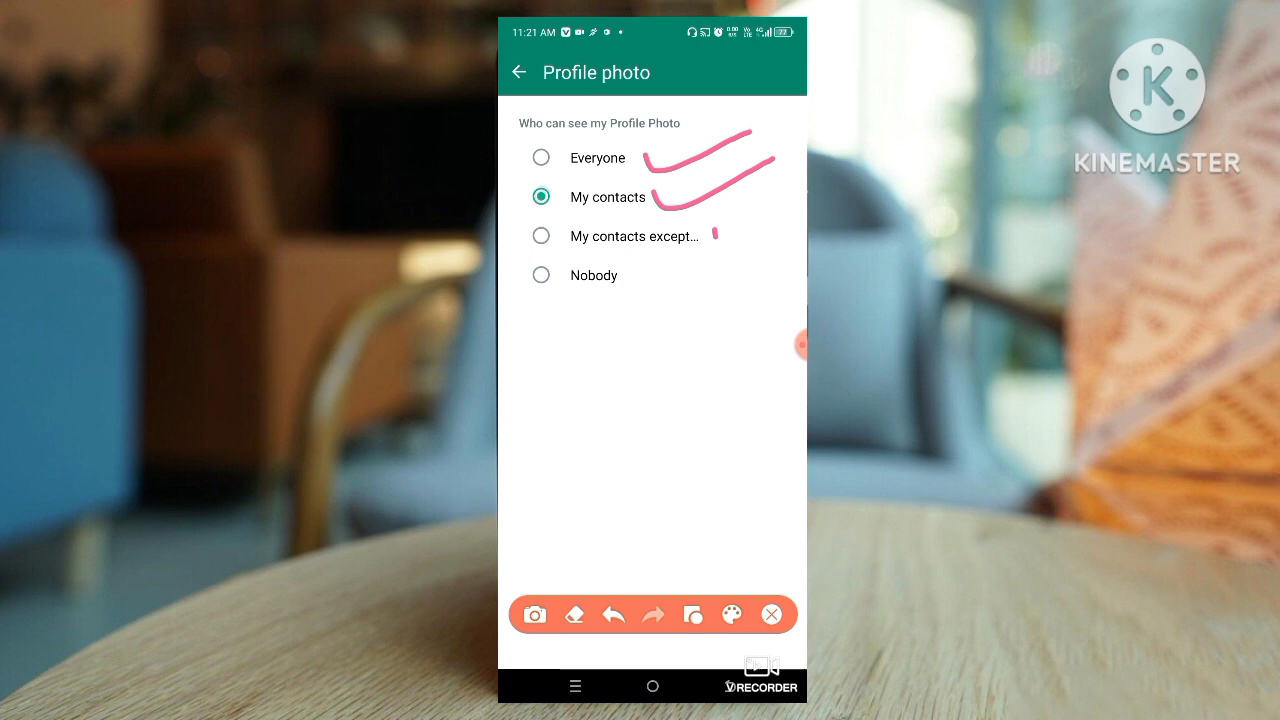 11:21 AM
Profile photo
Who can see my Profile Photo
Everyone
My contacts
My contacts except...
Nobody
K
KINEMASTER
VRECORDER